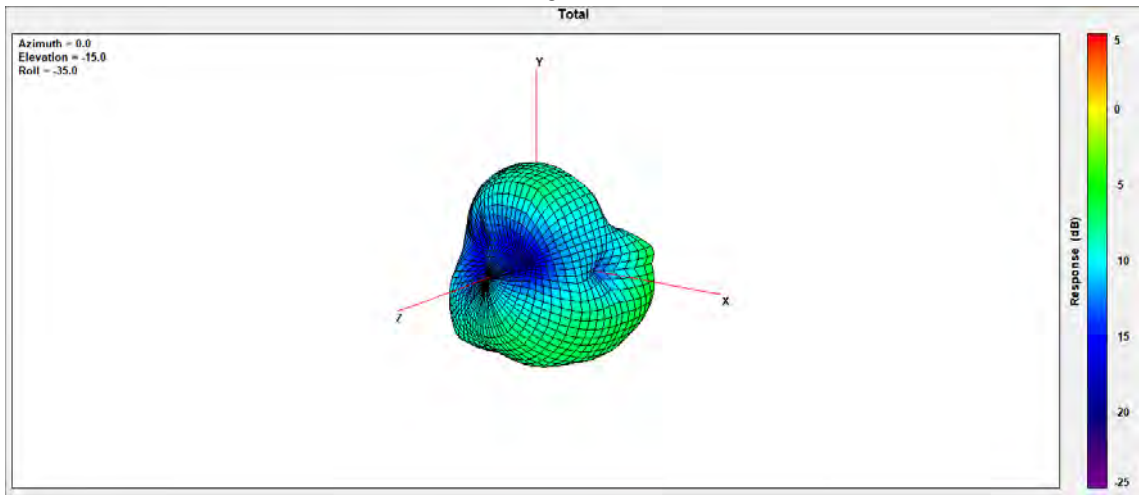 Total
Azimuth = 0.0
Elevation = -15.0
Roll = -35.0
Y
X
Z
5
0
5
10
15
-20
-25
Response (dB)